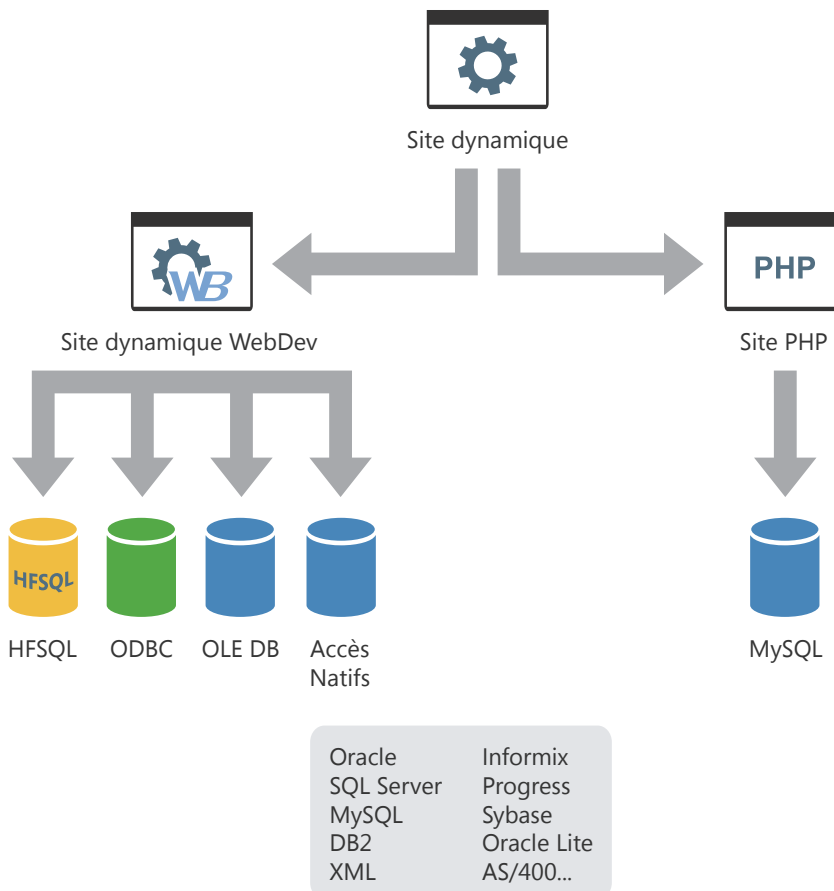 Site dynamique
WB
PHP
Site dynamique WebDev
Site PHP
HFSQL
HFSQL
ODBC
OLE DB
Accès
Natifs
MySQL
Oracle
SQL Server
MySQL
DB2
XML
Informix
Progress
Sybase
Oracle Lite
AS/400...